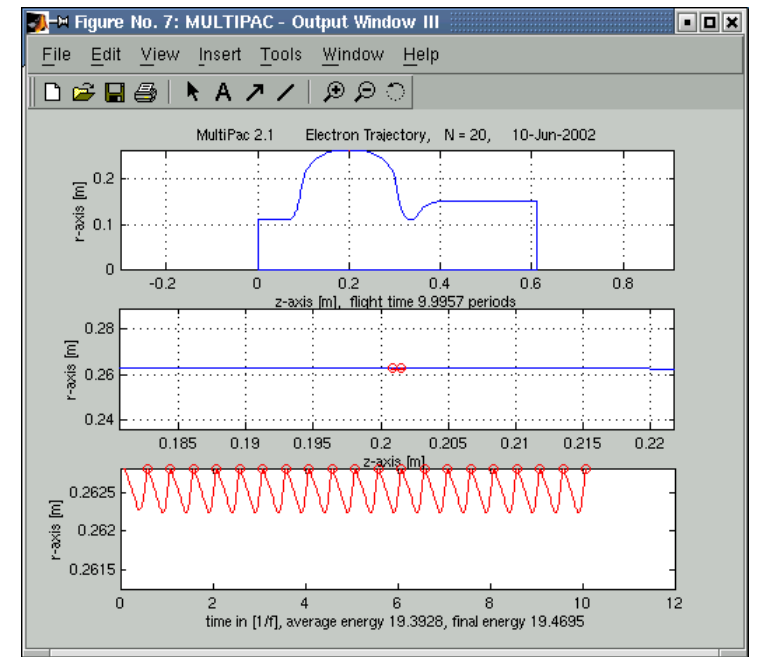 Figure No. 7: MULTIPAC - Output Window III
File Edit View Insert Tools Window Help
A
MultiPac 2.1 Electron Trajectory, N = 20, 10-Jun-2002
r-axis [m]
0.2
0.1
0
-0.2 0 0.2 0.4 0.6 0.8
z-axis [m], flight time 9.9957 periods
r-axis [m]
0.28
0.26
0.24
0.185 0.19 0.195 0.2 0.205 0.21 0.215 0.22
z-axis [m]
r-axis [m]
0.2625
0.262
0.2615
0 2 4 6 8 10 12
time in [1/f], average energy 19.3928, final energy 19.4695